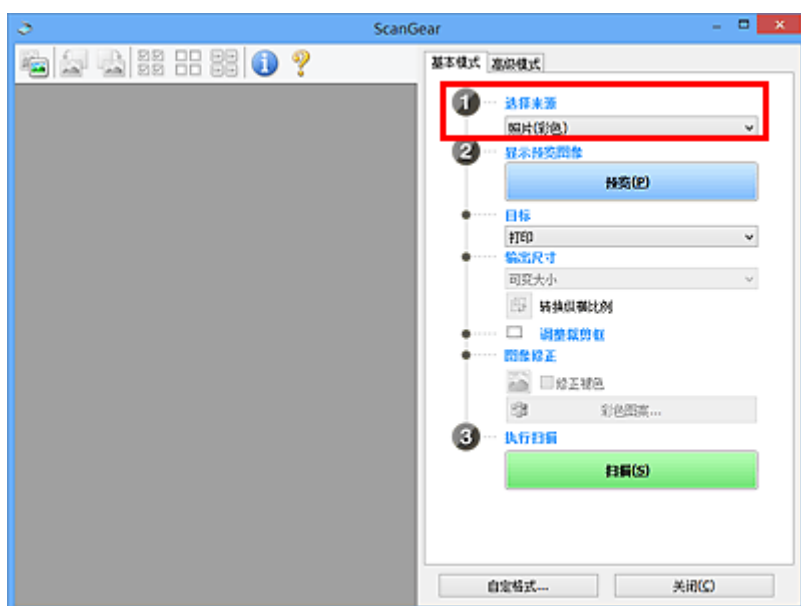 ScanGear
基本模式 高级模式
1 选择来源
照片(彩色)
2 显示预览图像
预览(P)
目标
打印
输出尺寸
可变大小
转换纵横比例
调整裁剪框
图像修正
修正褪色
彩色图案...
3 执行扫描
扫描(S)
自定格式... 关闭(C)